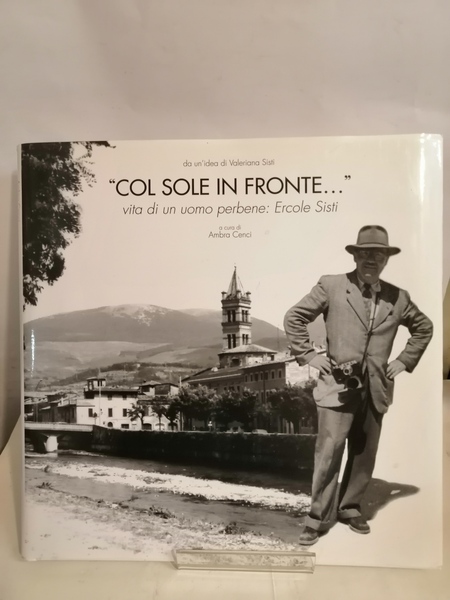 da un'idea di Valeriana Sisti
"COL SOLE IN FRONTE..."
vita di un uomo perbene: Ercole Sisti
a cura di
Ambra Cenci